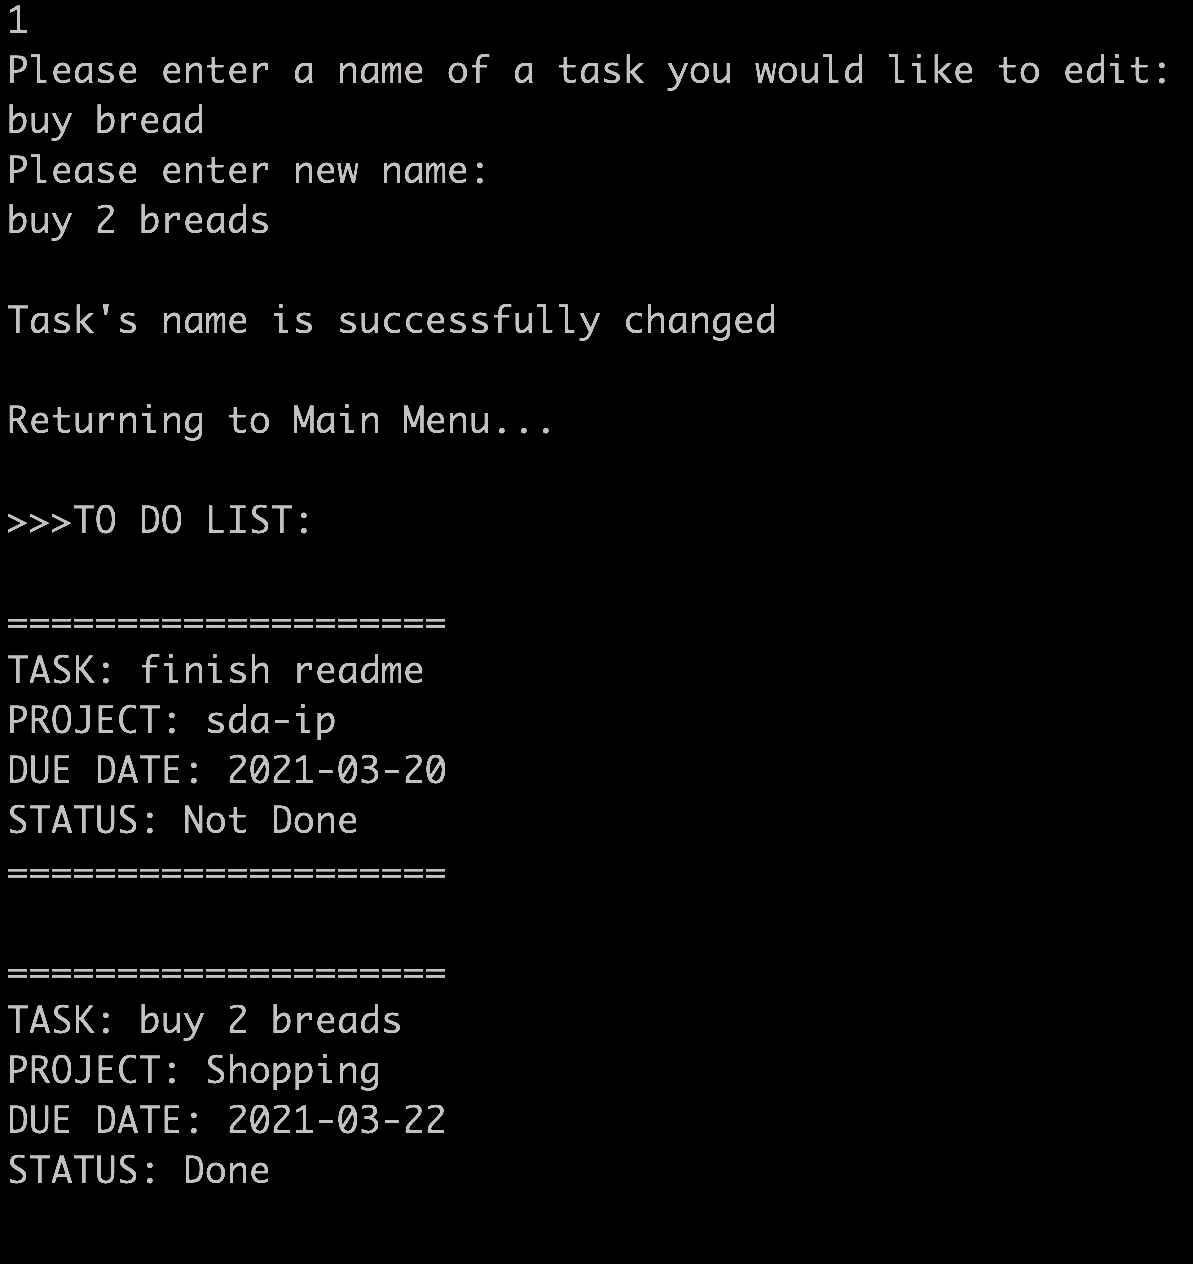 1
Please enter a name of a task you would like to edit:
buy bread
Please enter new name:
buy 2 breads
Task's name is successfully changed
Returning to Main Menu...
>>>TO DO LIST:
====================
TASK: finish readme
PROJECT: sda-ip
DUE DATE: 2021-03-20
STATUS: Not Done
====================
====================
TASK: buy 2 breads
PROJECT: Shopping
DUE DATE: 2021-03-22
STATUS: Done